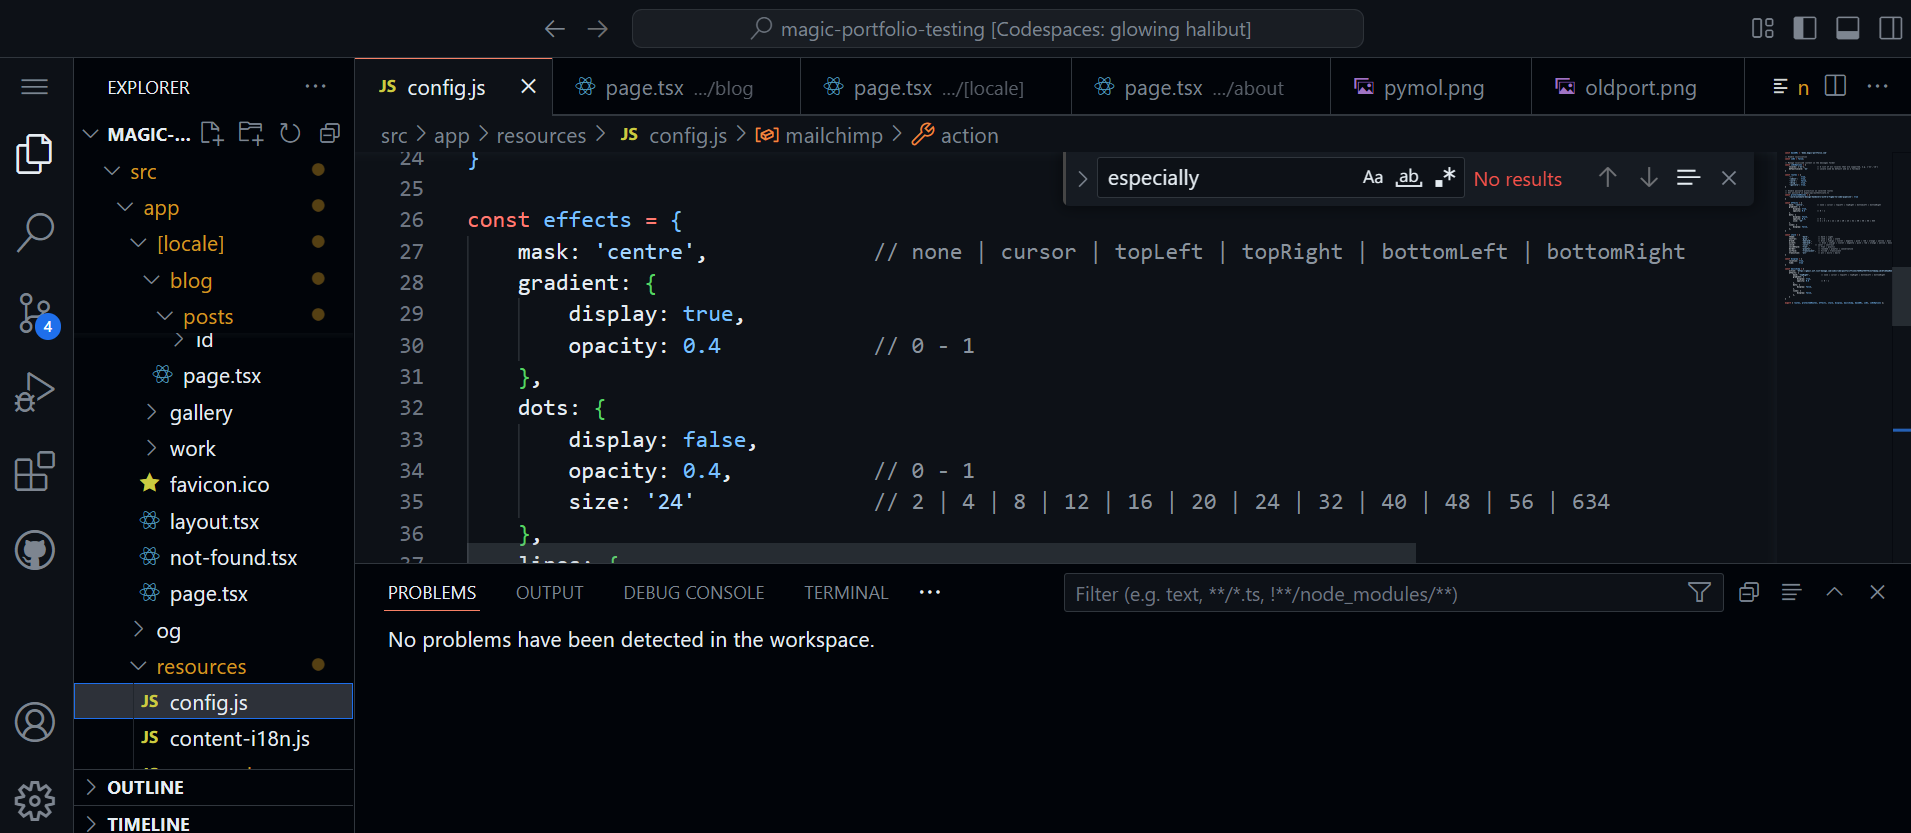 magic-portfolio-testing [Codespaces: glowing halibut]
EXPLORER
JS config.js
page.tsx .../blog
page.tsx .../[locale]
page.tsx .../about
pymol.png
oldport.png
n
MAGIC-...
src
app
[locale]
blog
posts
id
page.tsx
gallery
work
favicon.ico
layout.tsx
not-found.tsx
page.tsx
og
resources
JS config.js
JS content-i18n.js
OUTLINE
TIMELINE
4
src > app > resources > JS config.js > mailchimp > action
especially Aa ab No results
24 }
25
26 const effects = {
27 mask: 'centre', // none | cursor | topLeft | topRight | bottomLeft | bottomRight
28 gradient: {
29 display: true,
30 opacity: 0.4 // 0 - 1
31 },
32 dots: {
33 display: false,
34 opacity: 0.4, // 0 - 1
35 size: '24' // 2 | 4 | 8 | 12 | 16 | 20 | 24 | 32 | 40 | 48 | 56 | 634
36 },
37 lines: {
PROBLEMS OUTPUT DEBUG CONSOLE TERMINAL
Filter (e.g. text, **/*.ts, !**/node_modules/**)
No problems have been detected in the workspace.